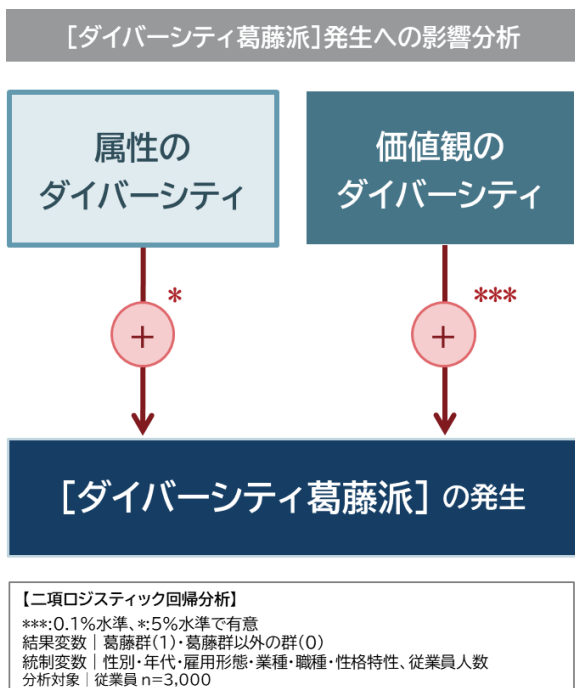 [ダイバーシティ葛藤派]発生への影響分析
属性の
ダイバーシティ
価値観の
ダイバーシティ
*
***
+
+
[ダイバーシティ葛藤派] の発生
【二項ロジスティック回帰分析】
***:0.1%水準、*:5%水準で有意
結果変数|葛藤群(1)・葛藤群以外の群(0)
統制変数|性別・年代・雇用形態・業種・職種・性格特性、従業員人数
分析対象|従業員 n=3,000